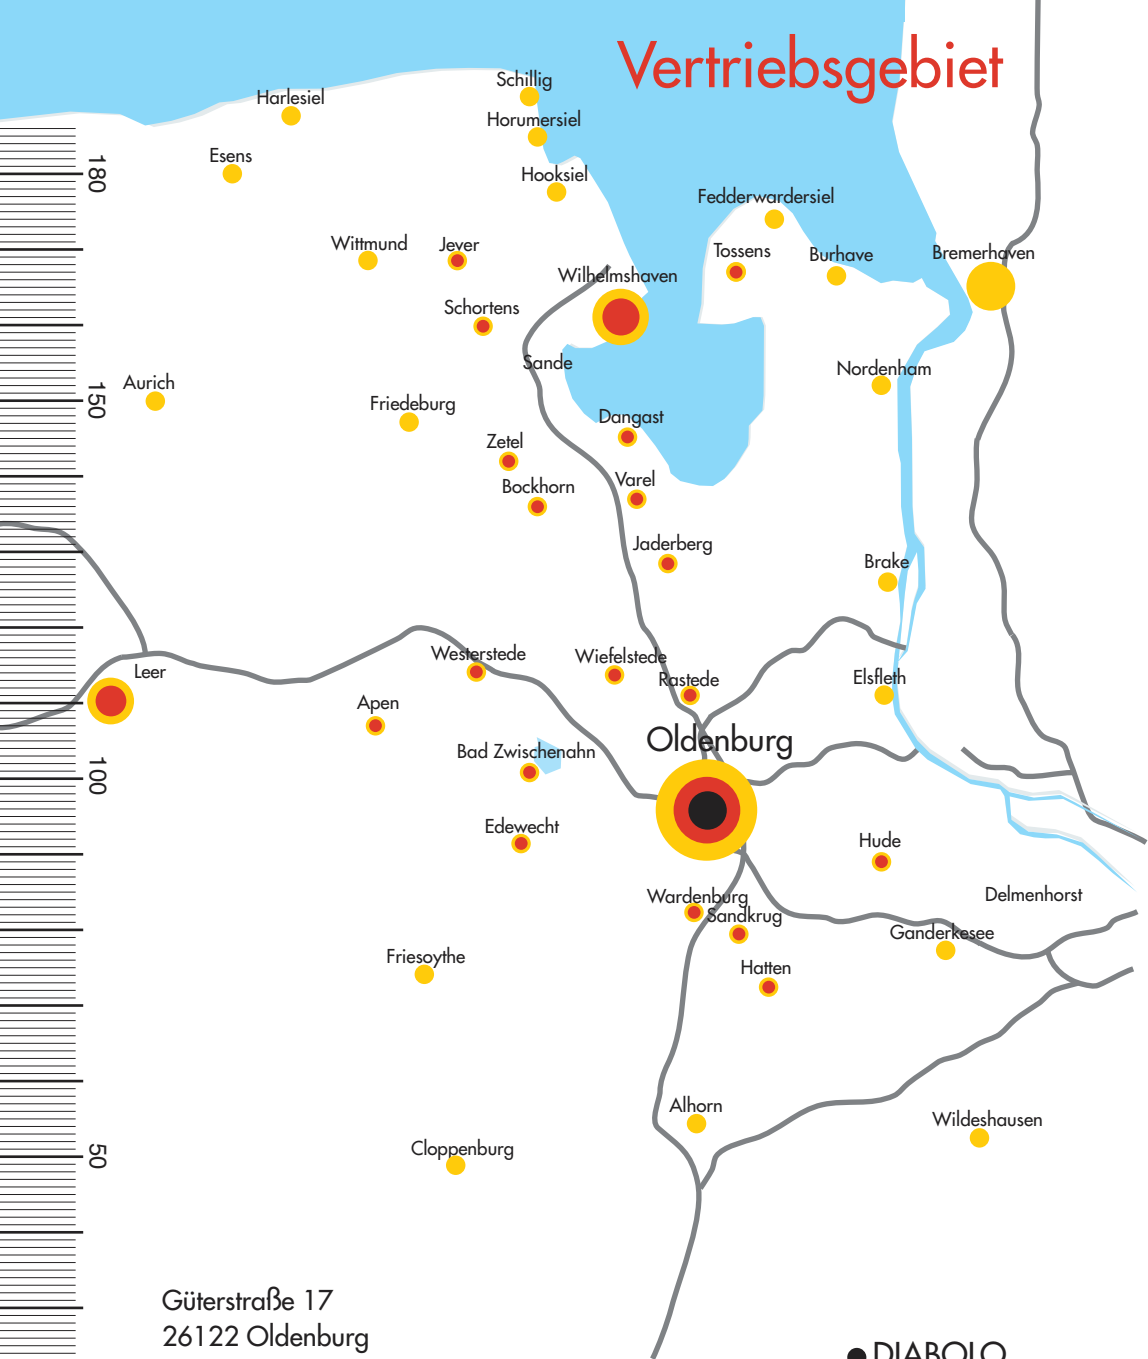 Vertriebsgebiet
Schillig
Harlesiel
Horumersiel
Esens
180
Hooksiel
Fedderwardersiel
Wittmund
Jever
Tossens
Burhave
Bremerhaven
Wilhelmshaven
Schortens
Sande
Nordenham
Aurich
150
Friedeburg
Dangast
Zetel
Varel
Bockhorn
Jaderberg
Brake
Westerstede
Wiefelstede
Leer
Rastede
Elsfleth
Apen
Oldenburg
Bad Zwischenahn
100
Edewecht
Hude
Wardenburg
Delmenhorst
Sandkrug
Ganderkesee
Friesoythe
Hatten
Alhorn
Wildeshausen
Cloppenburg
50
Güterstraße 17
26122 Oldenburg
DIABOLO